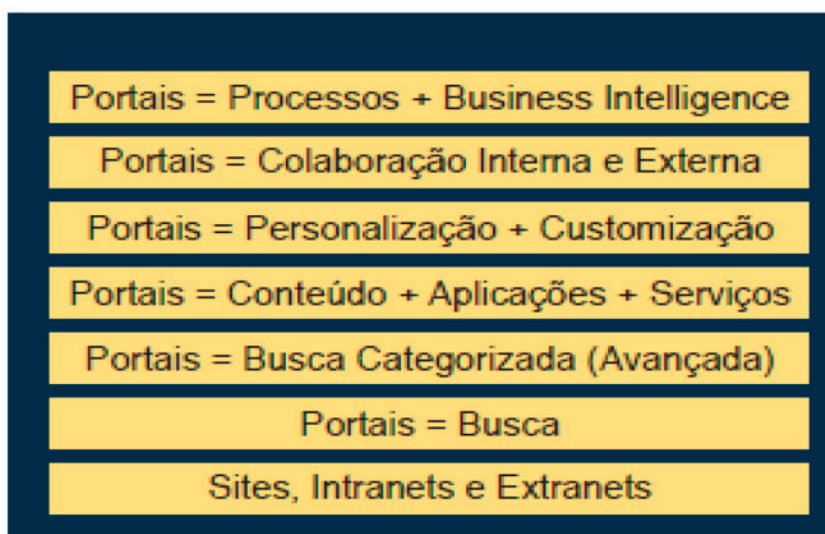 Portais = Processos + Business Intelligence
Portais = Colaboração Interna e Externa
Portais = Personalização + Customização
Portais = Conteúdo + Aplicações + Serviços
Portais = Busca Categorizada (Avançada)
Portais = Busca
Sites, Intranets e Extranets